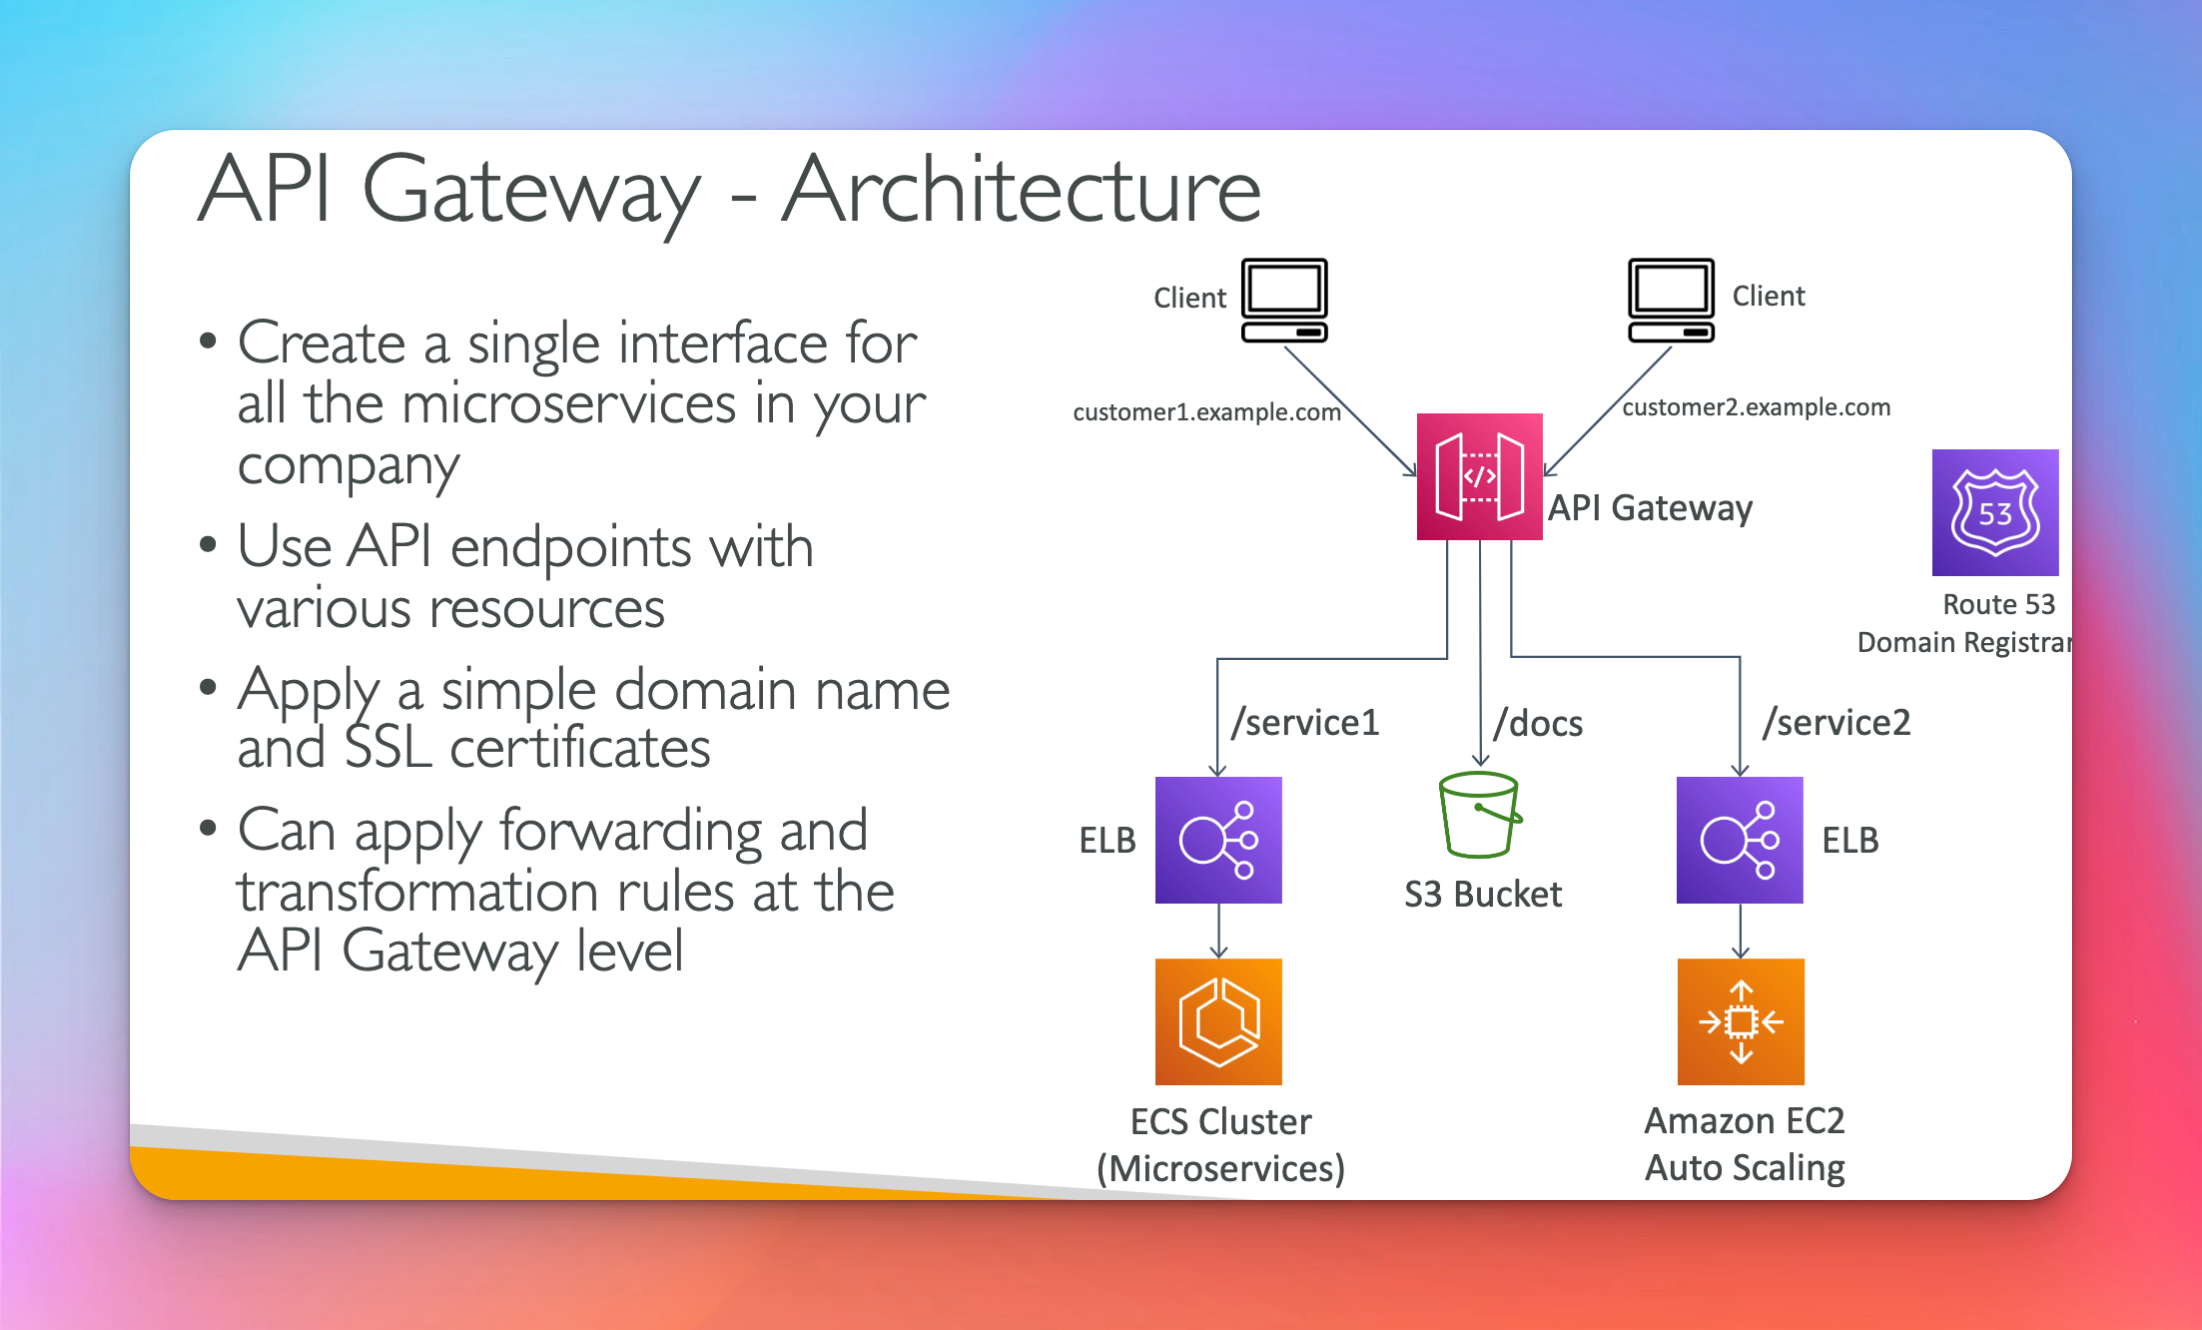 API Gateway - Architecture
• Create a single interface for
all the microservices in your
company
• Use API endpoints with
various resources
• Apply a simple domain name
and SSL certificates
• Can apply forwarding and
transformation rules at the
API Gateway level
Client
Client
customer1.example.com
customer2.example.com
</>
API Gateway
53
Route 53
Domain Registrar
/service1
/docs
/service2
ELB
S3 Bucket
ELB
ECS Cluster
(Microservices)
Amazon EC2
Auto Scaling